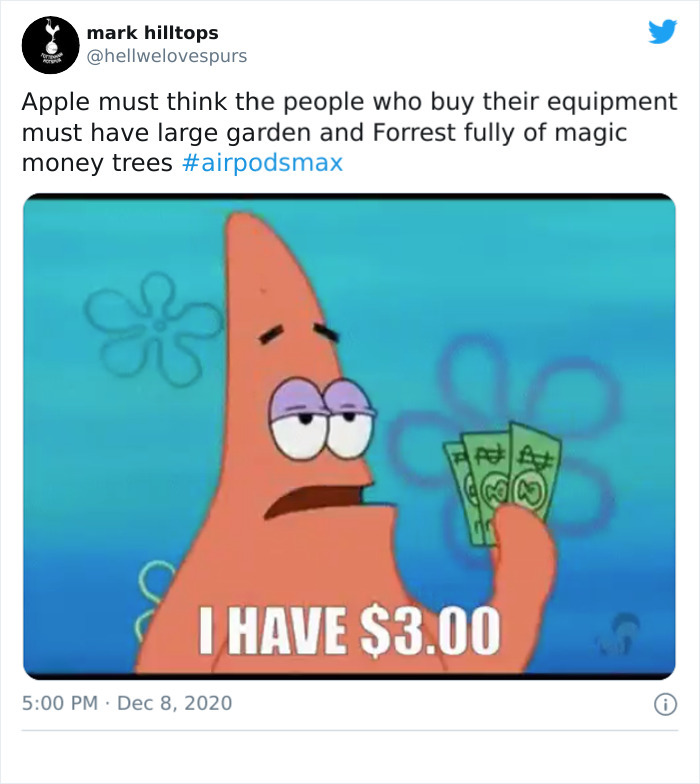 mark hilltops
@hellwelovespurs
Apple must think the people who buy their equipment
must have large garden and Forrest fully of magic
money trees #airpodsmax
I HAVE $3.00
5:00 PM · Dec 8, 2020